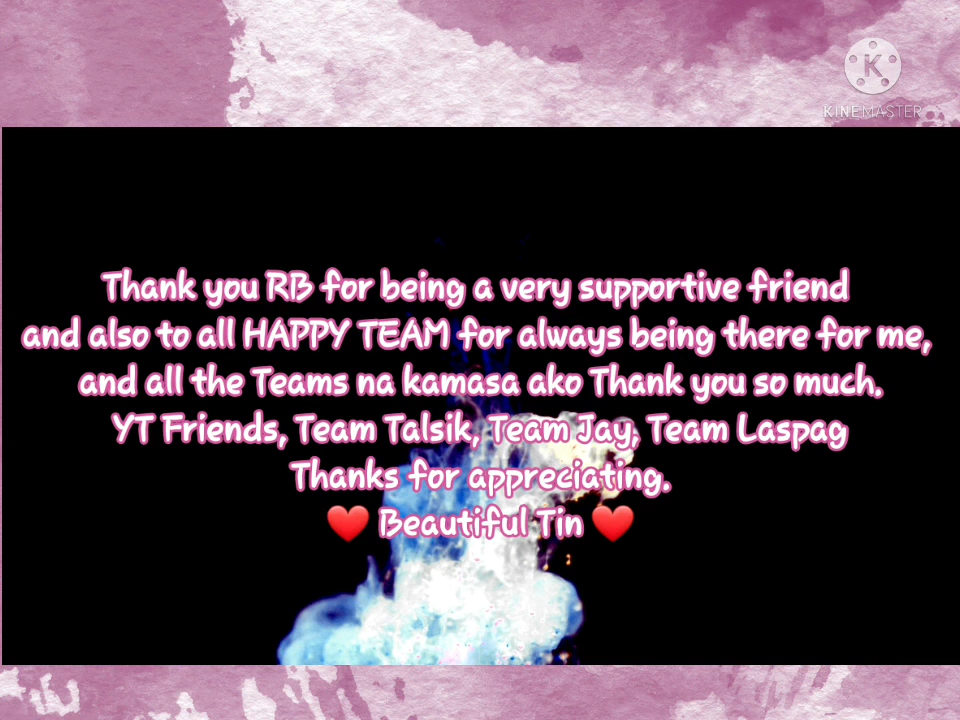 K
KINEMASTER
Thank you RB for being a very supportive friend
and also to all HAPPY TEAM for always being there for me,
and all the Teams na kamasa ako Thank you so much.
YT Friends, Team Talsik, Team Jay, Team Laspag
Thanks for appreciating.
❤️ Beautiful Tin ❤️